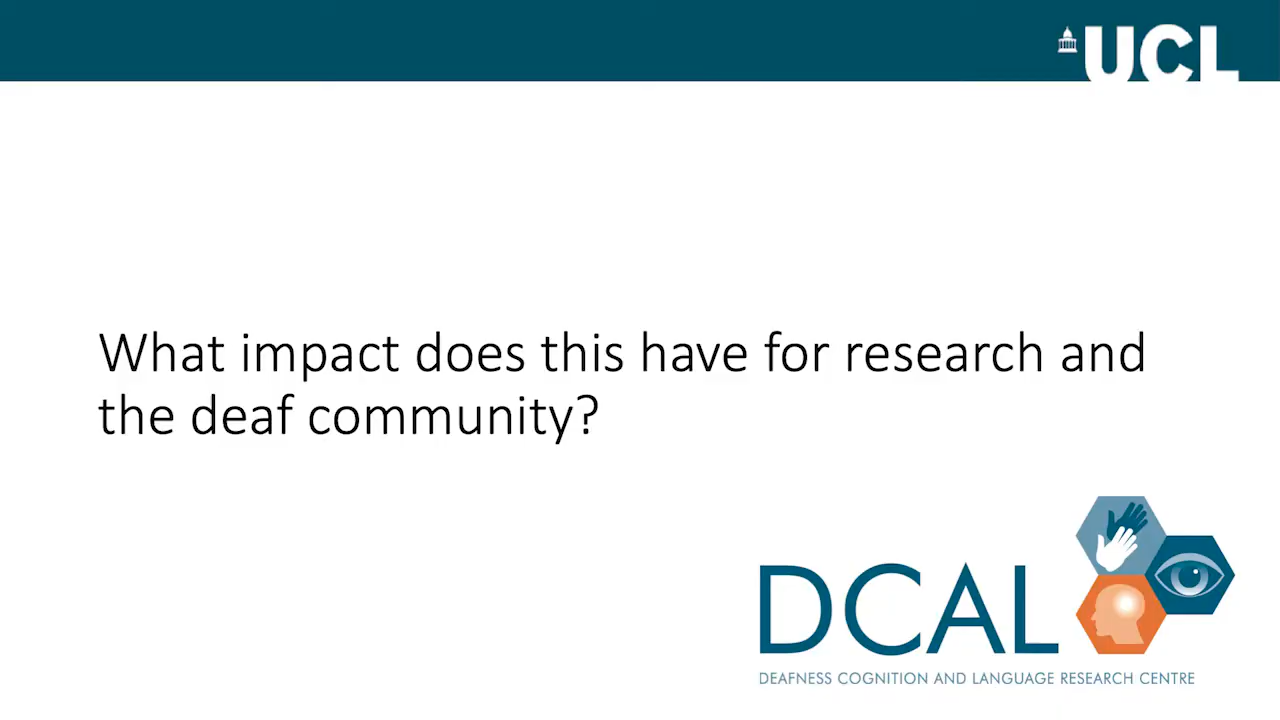 UCL
What impact does this have for research and
the deaf community?
DCAL
DEAFNESS COGNITION AND LANGUAGE RESEARCH CENTRE